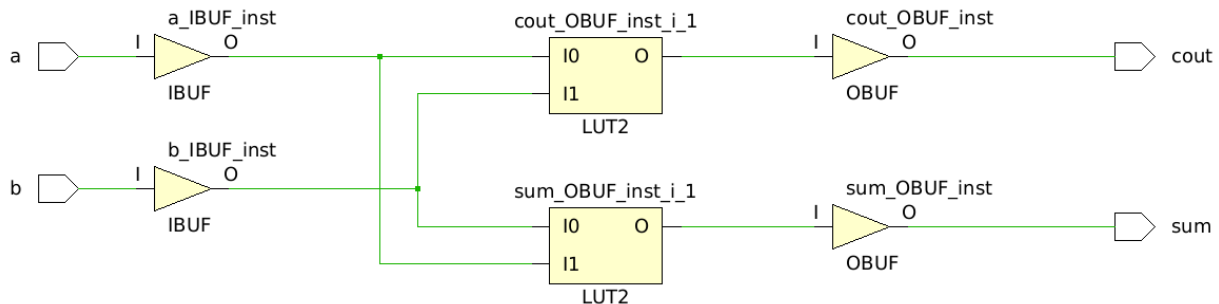 a_IBUF_inst
cout_OBUF_inst_i_1
cout_OBUF_inst
a
I
O
IBUF
I0
O
I1
LUT2
I
O
OBUF
cout
b_IBUF_inst
b
I
O
IBUF
sum_OBUF_inst_i_1
sum_OBUF_inst
I0
O
I1
LUT2
I
O
OBUF
sum